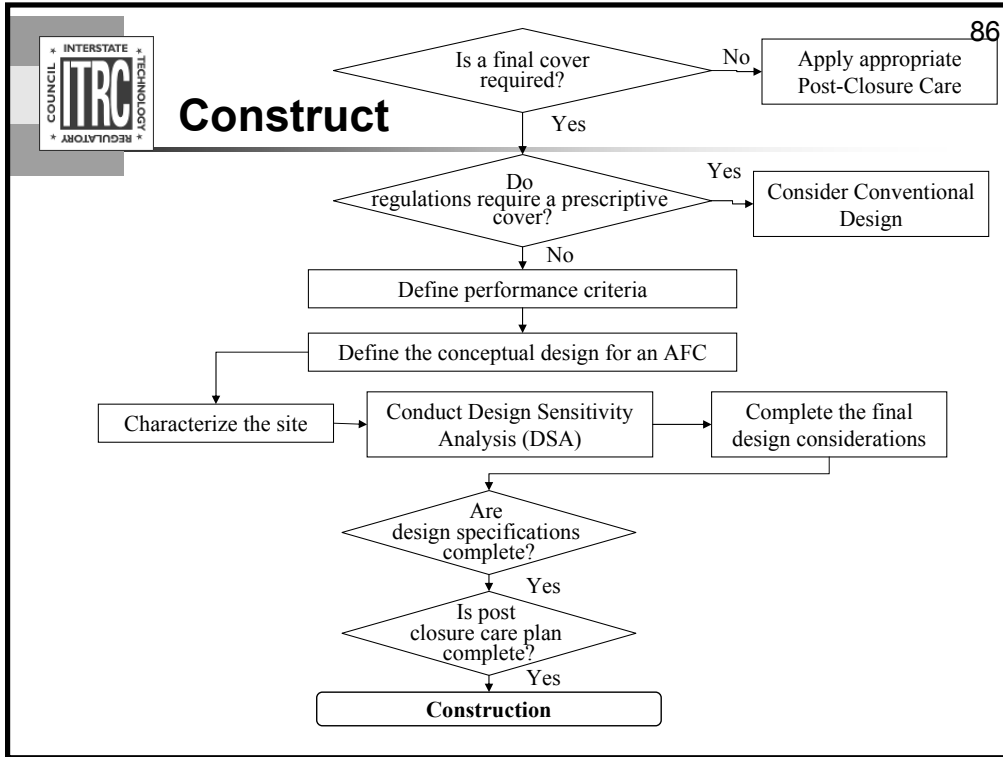 86
INTERSTATE
COUNCIL
ITRC
TECHNOLOGY
REGULATORY
Construct
Is a final cover
required?
No
Apply appropriate
Post-Closure Care
Yes
Do
regulations require a prescriptive
cover?
Yes
Consider Conventional
Design
No
Define performance criteria
Define the conceptual design for an AFC
Characterize the site
Conduct Design Sensitivity
Analysis (DSA)
Complete the final
design considerations
Are
design specifications
complete?
Yes
Is post
closure care plan
complete?
Yes
Construction